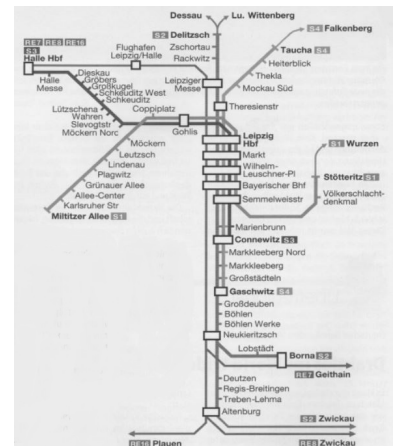 Dessau
Lu. Wittenberg
S2 Delitzsch
Zschortau
Rackwitz
S4 Falkenberg
Taucha S4
Heiterblick
Thekla
Mockau Süd
RE7 RE8 RE16
S3
Halle Hbf
Flughafen
Leipzig/Halle
Leipziger
Messe
Theresienstr
Halle
Messe
Dieskau
Gröbers
Großkugel
Schkeuditz West
Schkeuditz
Lützschena
Wahren
Slevogtstr
Möckern Norc
Coppiplatz
Gohlis
Möckern
Leutzsch
Lindenau
Plagwitz
Grünauer Allee
Allee-Center
Karlsruher Str
Miltitzer Allee S1
Leipzig
Hbf
Markt
Wilhelm-
Leuschner-Pl
Bayerischer Bhf
Semmelweisstr
S1 Wurzen
Stötteritz S1
Völkerschlacht-
denkmal
Marienbrunn
Connewitz S3
Markkleeberg Nord
Markkleeberg
Großstädteln
Gaschwitz S4
Großdeuben
Böhlen
Böhlen Werke
Neukieritzsch
Lobstädt
Borna S2
RE7 Geithain
Deutzen
Regis-Breitingen
Treben-Lehma
Altenburg
S2 Zwickau
RE16 Plauen
RE8 Zwickau